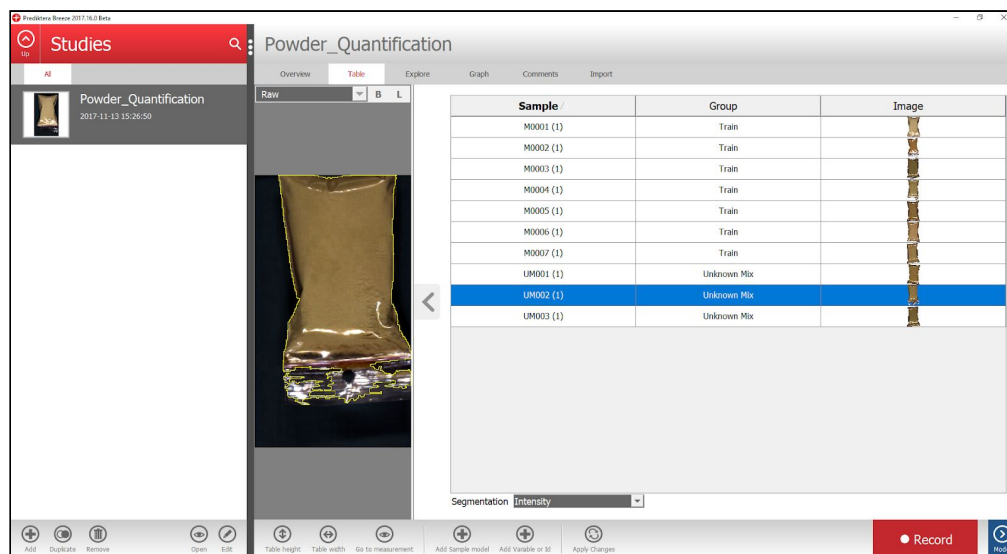 Prediktera Breeze 2017.16.0 Beta
Up
Studies
Powder_Quantification
All
Overview
Table
Explore
Graph
Comments
Import
Powder_Quantification
2017-11-13 15:26:50
Raw
B
L
Sample
Group
Image
M0001 (1)
Train
M0002 (1)
Train
M0003 (1)
Train
M0004 (1)
Train
M0005 (1)
Train
M0006 (1)
Train
M0007 (1)
Train
UM001 (1)
Unknown Mix
UM002 (1)
Unknown Mix
UM003 (1)
Unknown Mix
Segmentation
Intensity
Add
Duplicate
Remove
Open
Edit
Table height
Table width
Go to measurement
Add Sample model
Add Variable or Id
Apply Changes
Record